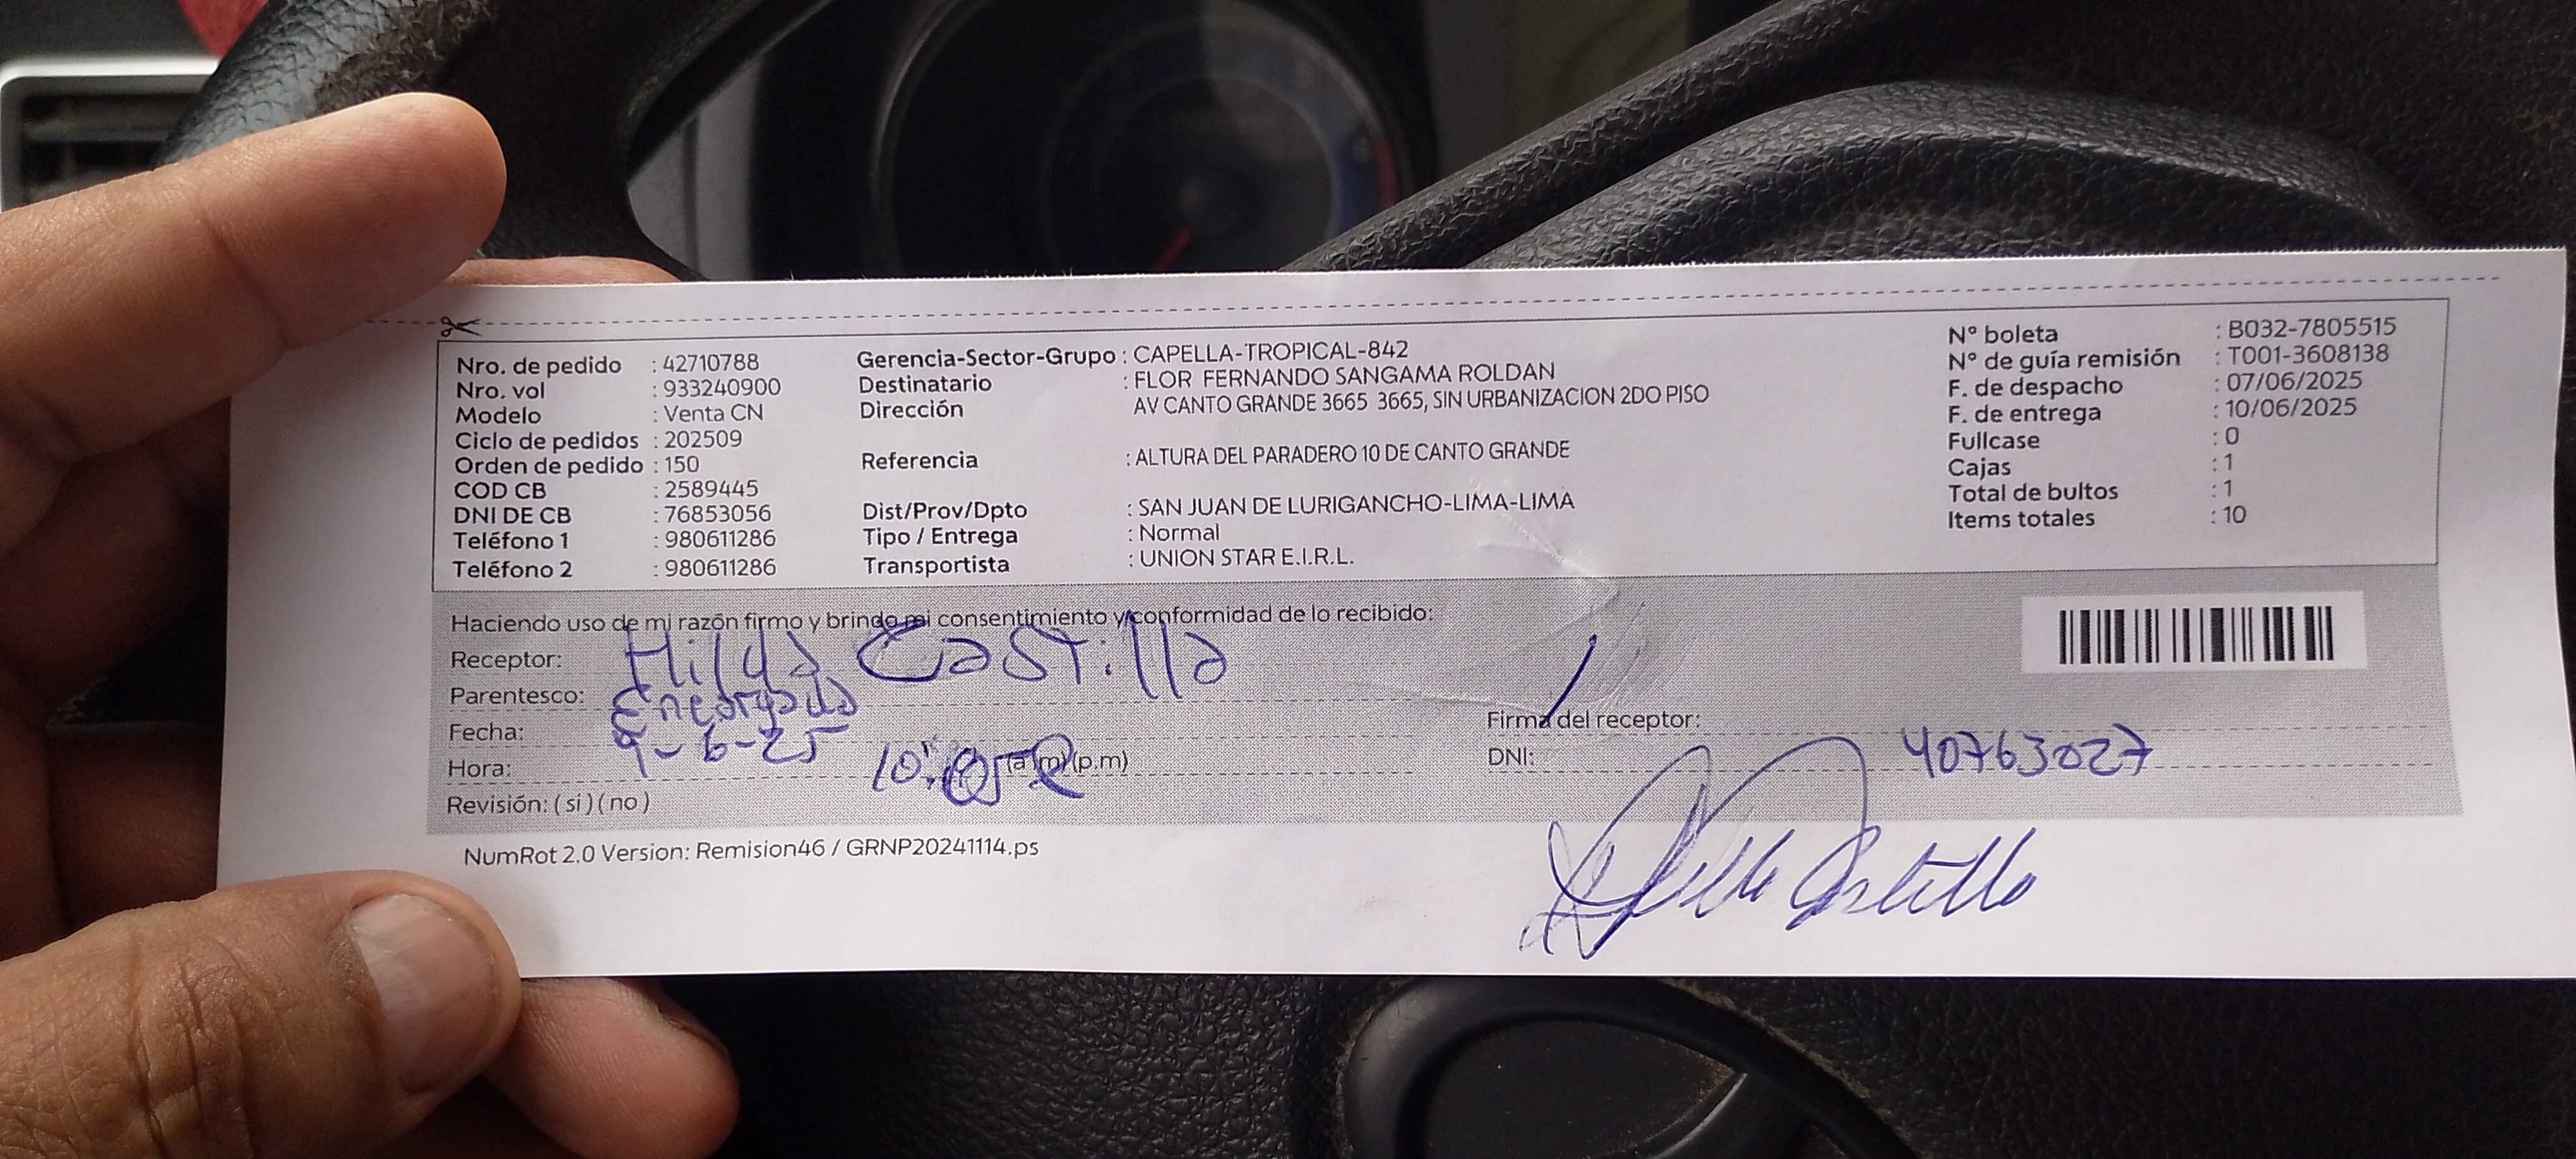 Nro. de pedido : 42710788
Nro. vol : 933240900
Modelo : Venta CN
Ciclo de pedidos : 202509
Orden de pedido : 150
COD CB : 2589445
DNI DE CB : 76853056
Teléfono 1 : 980611286
Teléfono 2 : 980611286
Gerencia-Sector-Grupo : CAPELLA-TROPICAL-842
Destinatario : FLOR FERNANDO SANGAMA ROLDAN
Dirección AV CANTO GRANDE 3665 3665, SIN URBANIZACION 2DO PISO
Referencia : ALTURA DEL PARADERO 10 DE CANTO GRANDE
Dist/Prov/Dpto : SAN JUAN DE LURIGANCHO-LIMA-LIMA
Tipo / Entrega : Normal
Transportista : UNION STAR E.I.R.L.
N° boleta : B032-7805515
N° de guía remisión : T001-3608138
F. de despacho : 07/06/2025
F. de entrega : 10/06/2025
Fullcase : 0
Cajas : 1
Total de bultos : 1
Items totales : 10
Haciendo uso de mi razón firmo y brindo mi consentimiento y conformidad de lo recibido:
Receptor: Hilda Castilla
Parentesco: Encargada
Fecha: 9-6-25
Hora: 10: (a.m) (p.m)
Revisión: (si) (no)
Firma del receptor:
DNI: 40763027
Castillo
NumRot 2.0 Version: Remision46 / GRNP20241114.ps